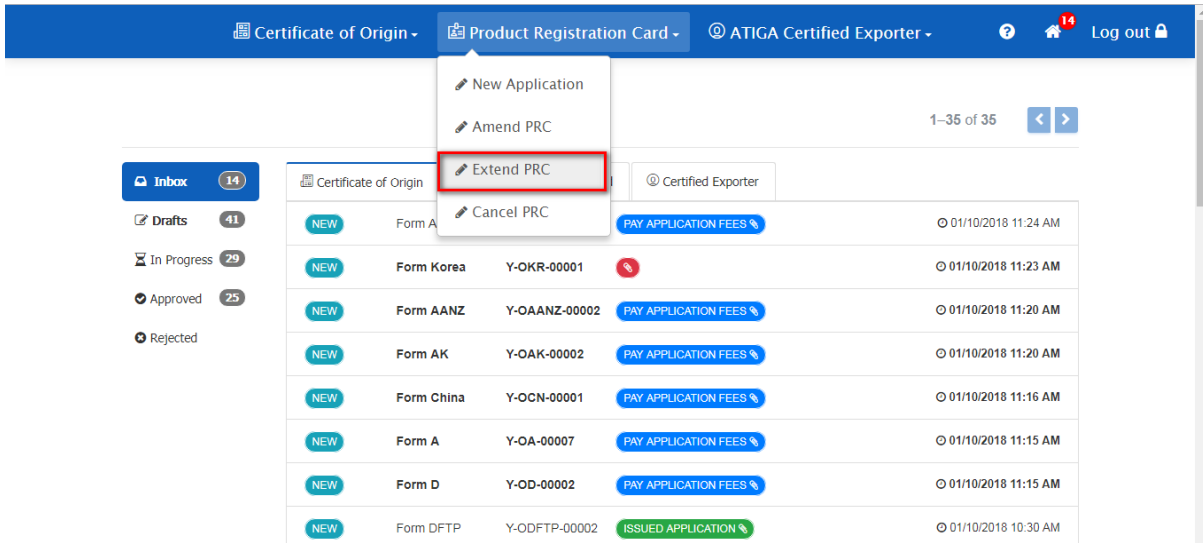 Certificate of Origin Product Registration Card ATIGA Certified Exporter ? 14 Log out
New Application
Amend PRC
Extend PRC
Cancel PRC
1–35 of 35
Inbox 14
Drafts 41
In Progress 29
Approved 25
Rejected
Certificate of Origin Certified Exporter
NEW Form A PAY APPLICATION FEES 01/10/2018 11:24 AM
NEW Form Korea Y-OKR-00001 01/10/2018 11:23 AM
NEW Form AANZ Y-OAANZ-00002 PAY APPLICATION FEES 01/10/2018 11:20 AM
NEW Form AK Y-OAK-00002 PAY APPLICATION FEES 01/10/2018 11:20 AM
NEW Form China Y-OCN-00001 PAY APPLICATION FEES 01/10/2018 11:16 AM
NEW Form A Y-OA-00007 PAY APPLICATION FEES 01/10/2018 11:15 AM
NEW Form D Y-OD-00002 PAY APPLICATION FEES 01/10/2018 11:15 AM
NEW Form DFTP Y-ODFTP-00002 ISSUED APPLICATION 01/10/2018 10:30 AM